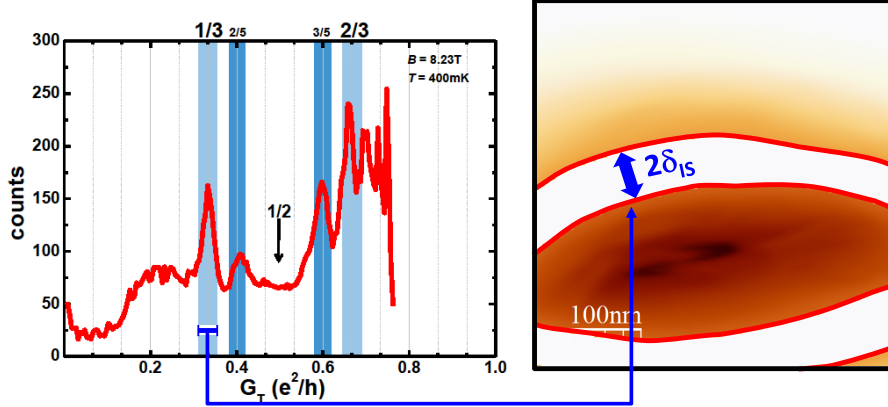 1/3 2/5 3/5 2/3
300
250
200
150
100
50
0
counts
B = 8.23T
T = 400mK
1/2
0.2 0.4 0.6 0.8 1.0
G_T (e²/h)
2δ_IS
100nm